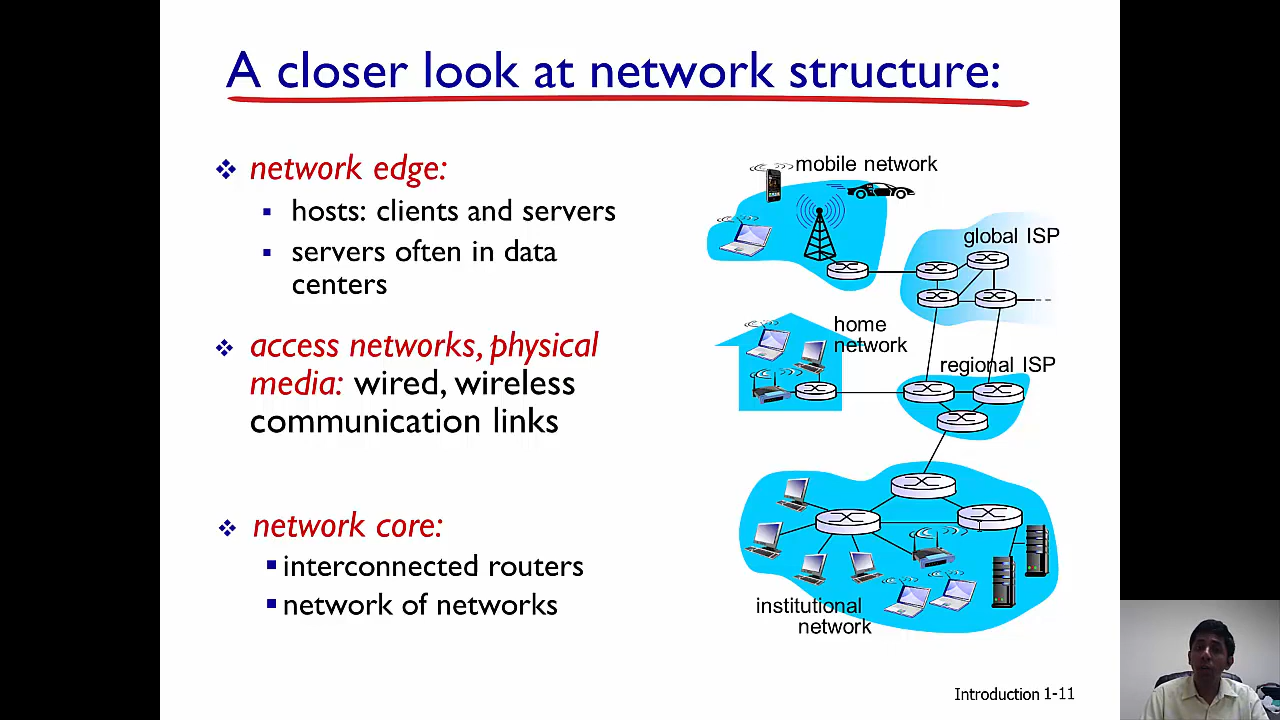 A closer look at network structure:
network edge:
hosts: clients and servers
servers often in data
centers
access networks, physical
media: wired, wireless
communication links
network core:
interconnected routers
network of networks
mobile network
global ISP
home
network
regional ISP
institutional
network
Introduction 1-11